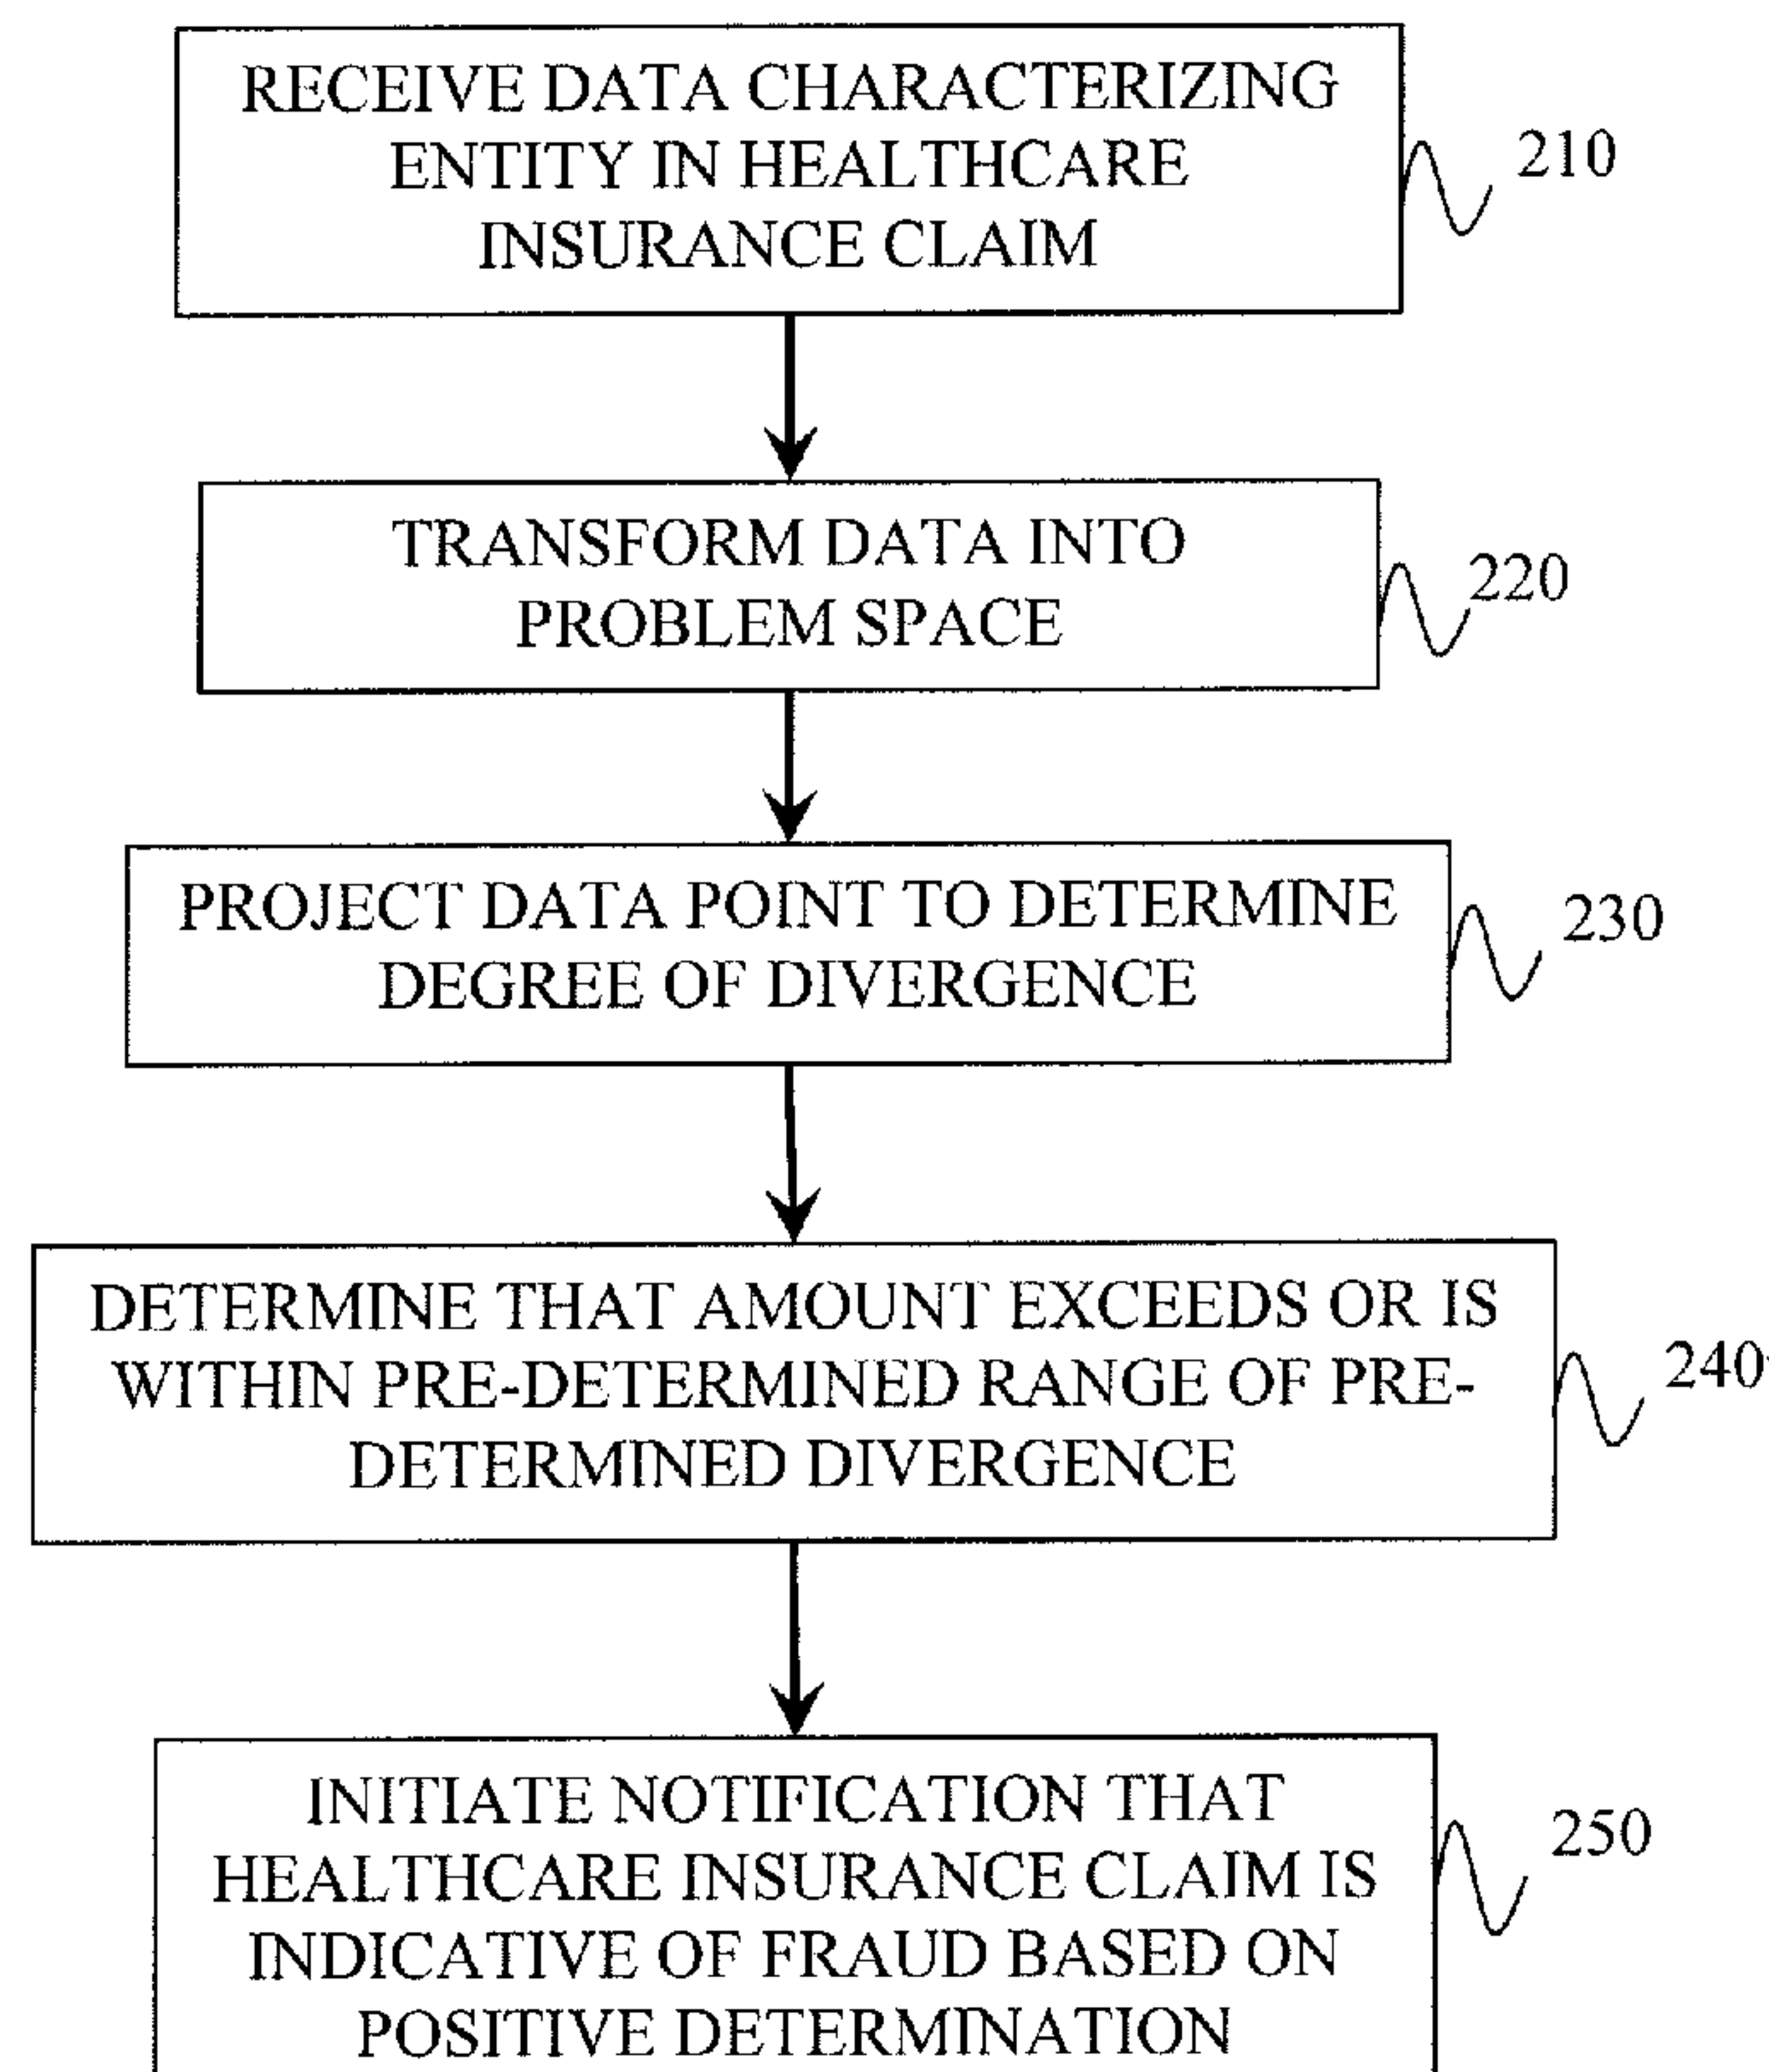 RECEIVE DATA CHARACTERIZING
ENTITY IN HEALTHCARE
INSURANCE CLAIM
210
TRANSFORM DATA INTO
PROBLEM SPACE
220
PROJECT DATA POINT TO DETERMINE
DEGREE OF DIVERGENCE
230
DETERMINE THAT AMOUNT EXCEEDS OR IS
WITHIN PRE-DETERMINED RANGE OF PRE-
DETERMINED DIVERGENCE
240
INITIATE NOTIFICATION THAT
HEALTHCARE INSURANCE CLAIM IS
INDICATIVE OF FRAUD BASED ON
POSITIVE DETERMINATION
250